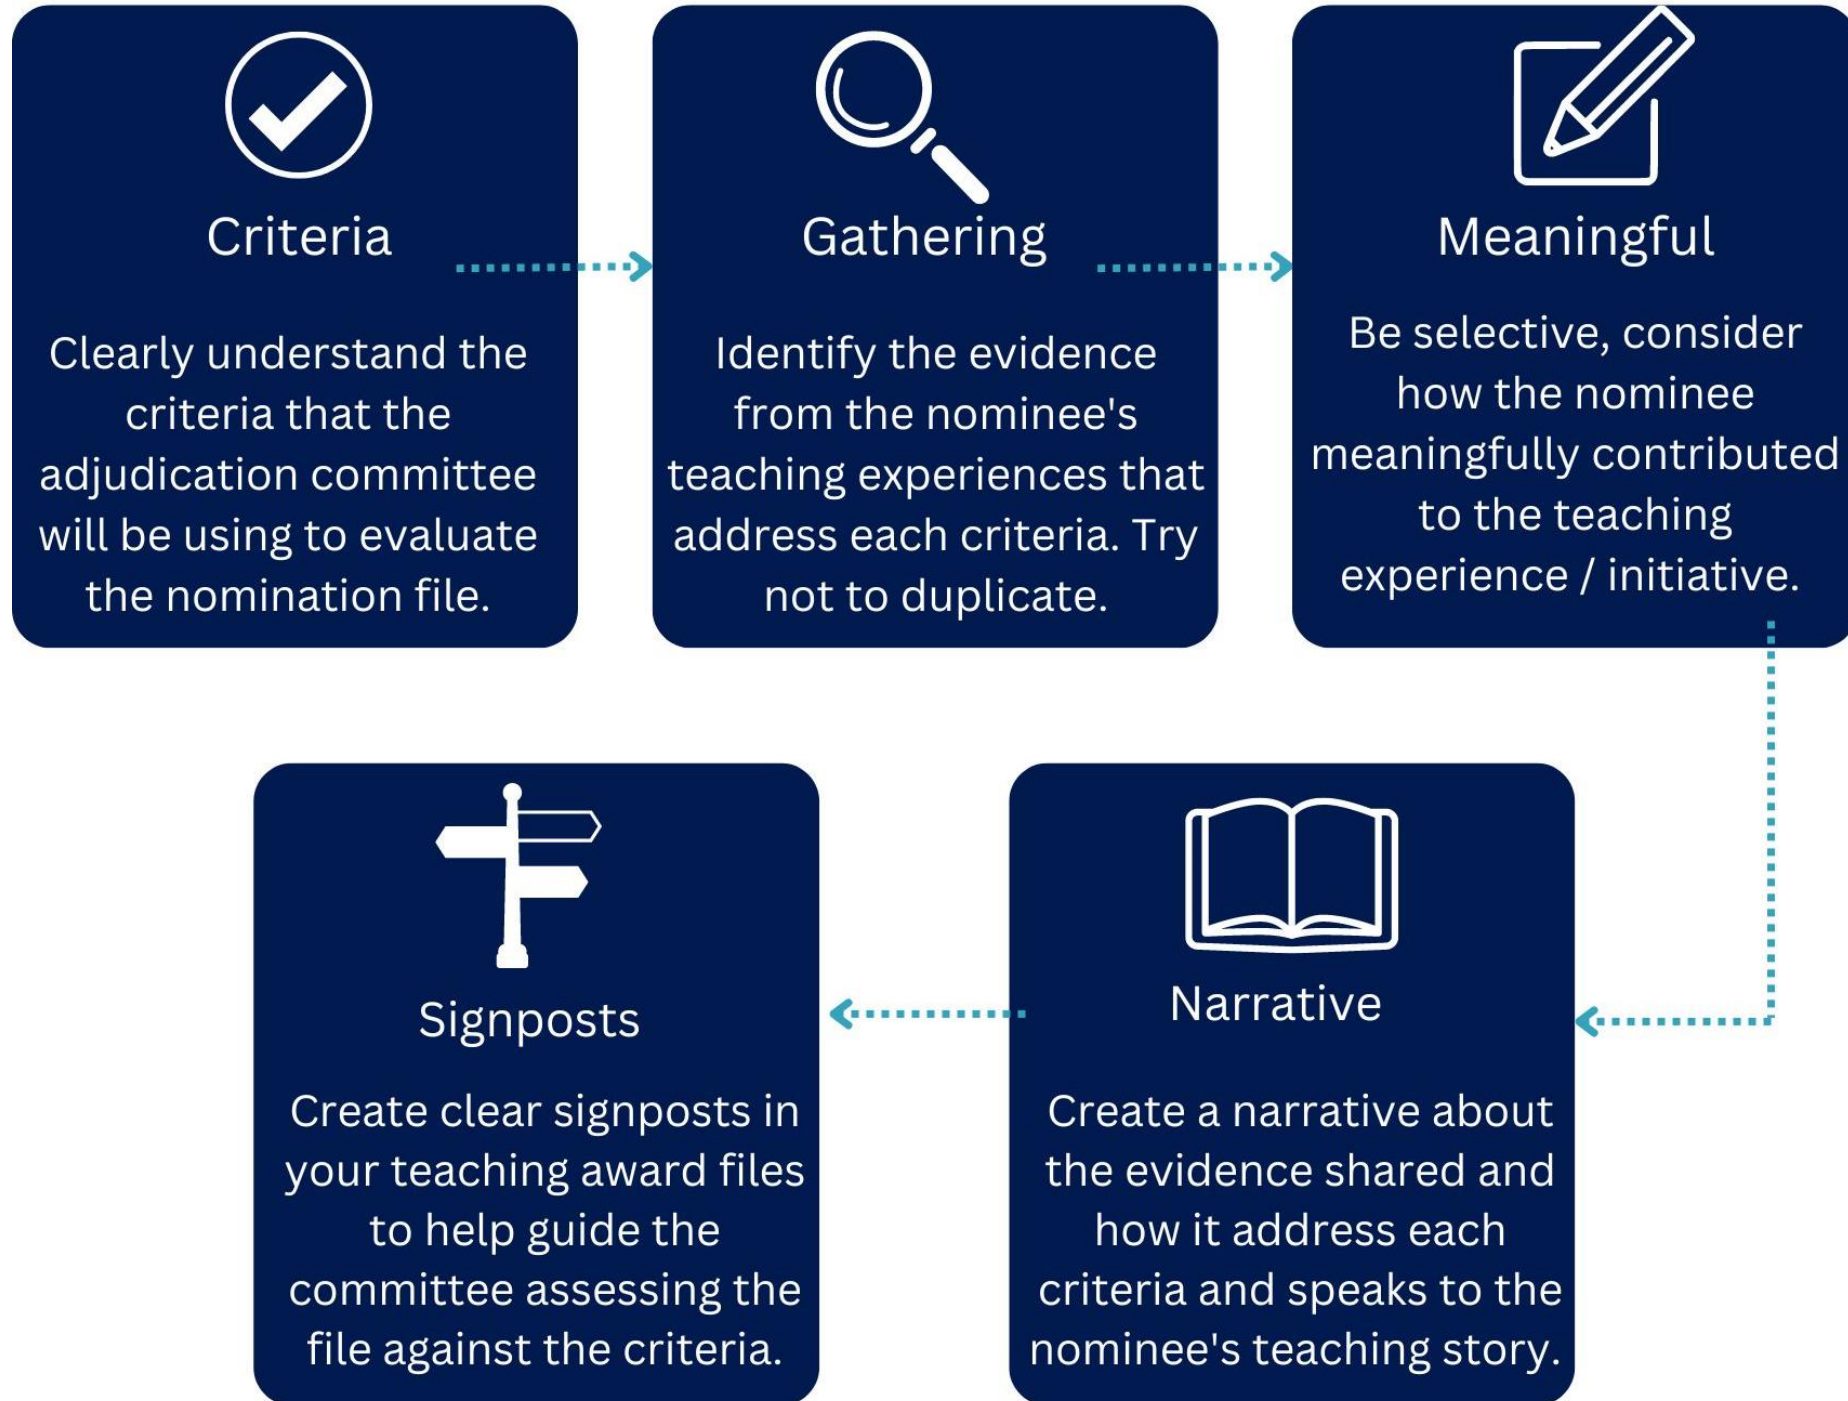 Criteria
Clearly understand the
criteria that the
adjudication committee
will be using to evaluate
the nomination file.
Gathering
Identify the evidence
from the nominee's
teaching experiences that
address each criteria. Try
not to duplicate.
Meaningful
Be selective, consider
how the nominee
meaningfully contributed
to the teaching
experience / initiative.
Narrative
Create a narrative about
the evidence shared and
how it address each
criteria and speaks to the
nominee's teaching story.
Signposts
Create clear signposts in
your teaching award files
to help guide the
committee assessing the
file against the criteria.